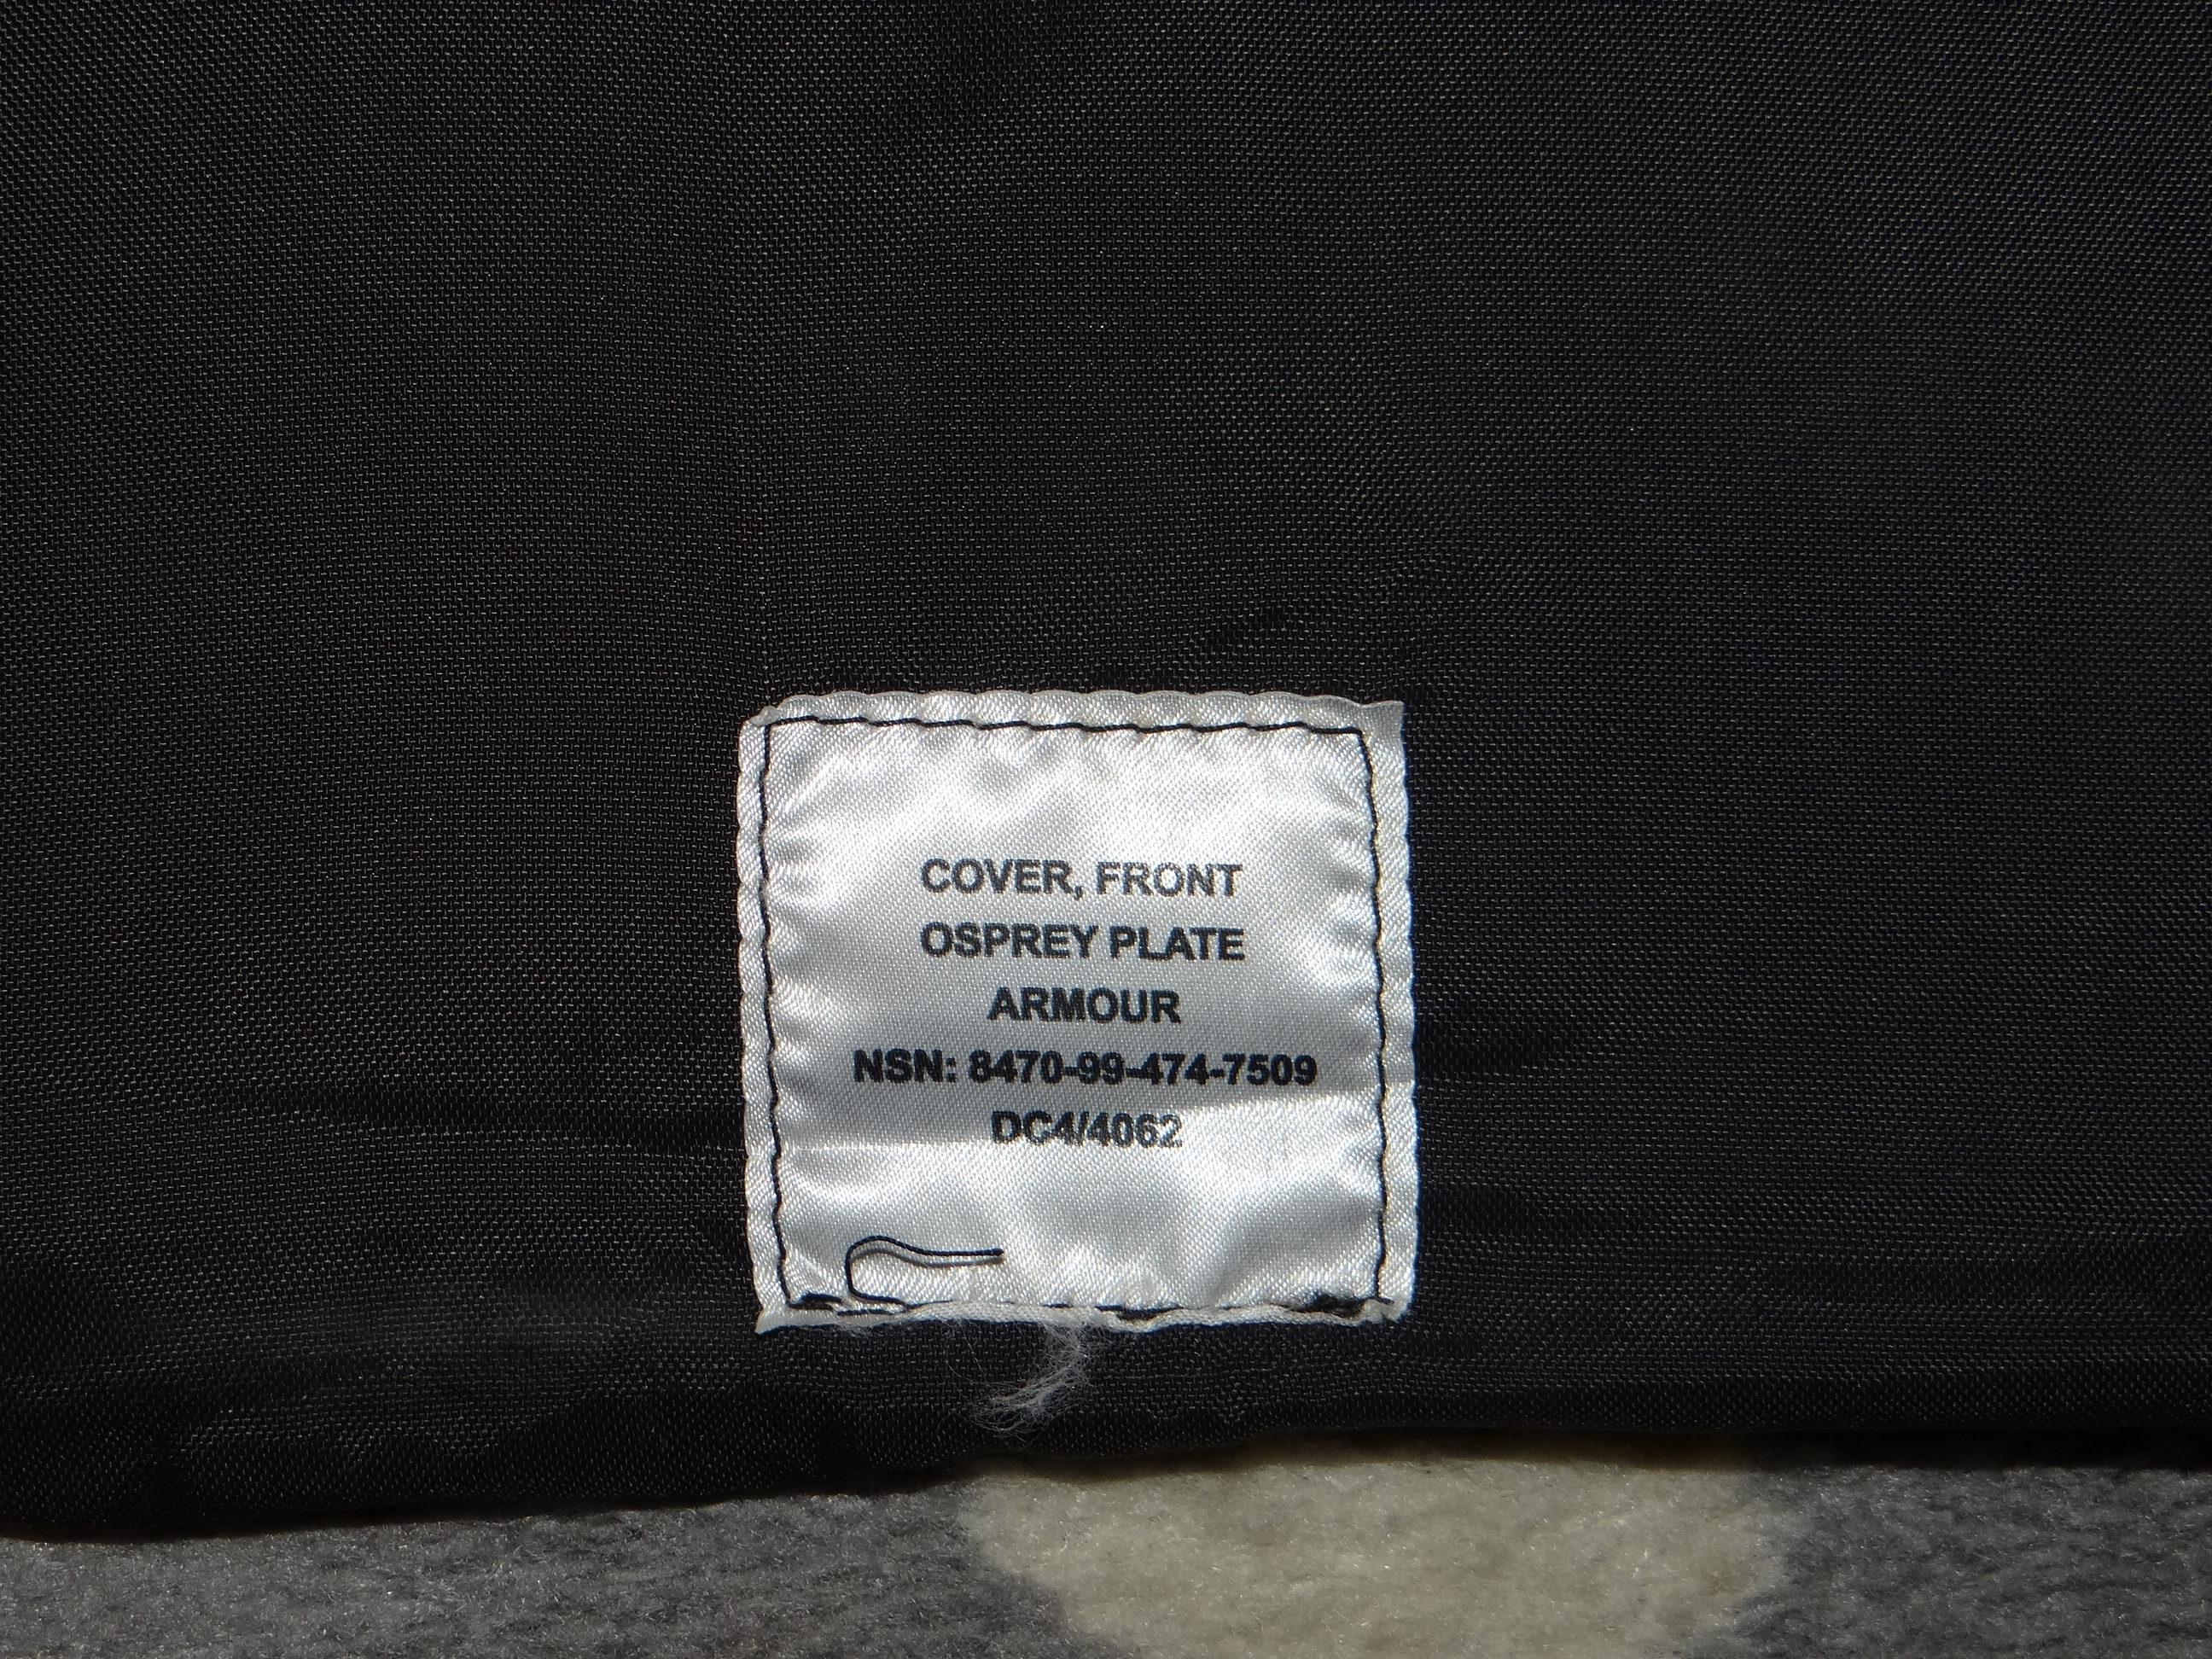 COVER, FRONT
OSPREY PLATE
ARMOUR
NSN: 8470-99-474-7509
DC4/4062